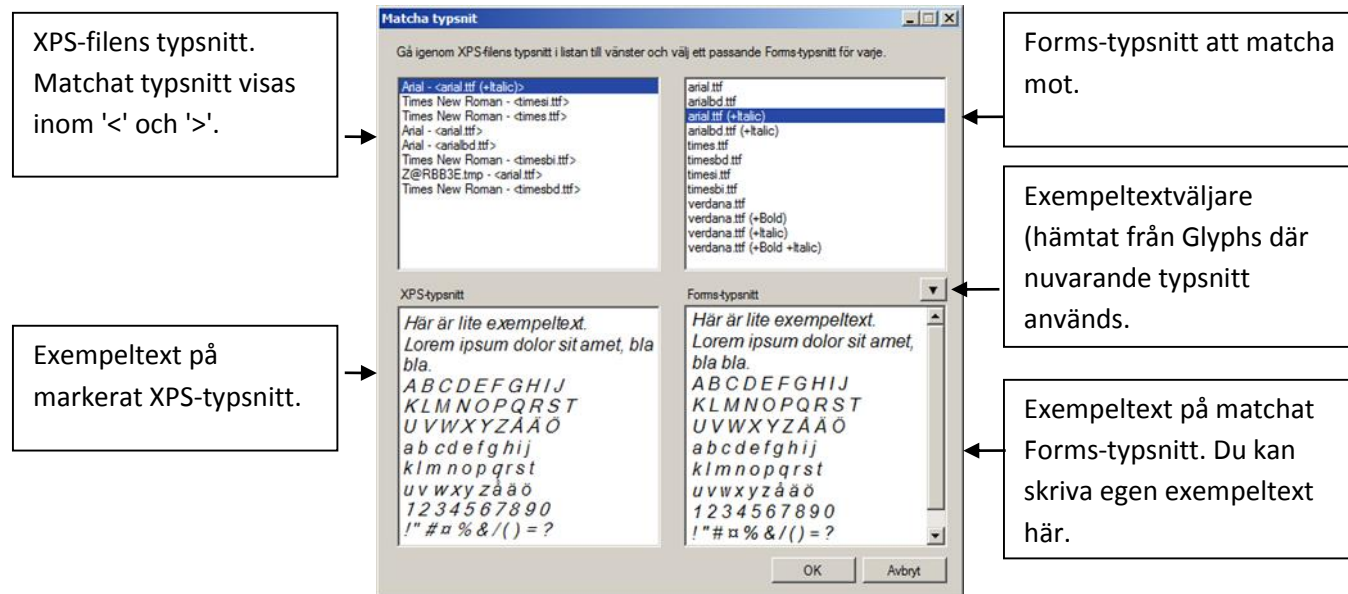 XPS-filens typsnitt.
Matchat typsnitt visas
inom '<' och '>'.
Exempeltext på
markerat XPS-typsnitt.
Matcha typsnit
Gå igenom XPS-filens typsnitt i listan till vänster och välj ett passande Forms-typsnitt för varje.
Arial - <arial.ttf (+Italic)>
Times New Roman - <timesi.ttf>
Times New Roman - <times.ttf>
Arial - <arial.ttf>
Arial - <arialbd.ttf>
Times New Roman - <timesbi.ttf>
Z@RBB3E.tmp - <arial.ttf>
Times New Roman - <timesbd.ttf>
arial.ttf
arialbd.ttf
arial.ttf (+Italic)
arialbd.ttf (+Italic)
times.ttf
timesbd.ttf
timesi.ttf
timesbi.ttf
verdana.ttf
verdana.ttf (+Bold)
verdana.ttf (+Italic)
verdana.ttf (+Bold +Italic)
XPS-typsnitt
Här är lite exempeltext.
Lorem ipsum dolor sit amet, bla
bla.
A B C D E F G H I J
K L M N O P Q R S T
U V W X Y Z Å Ä Ö
a b c d e f g h i j
k l m n o p q r s t
u v w x y z å ä ö
1 2 3 4 5 6 7 8 9 0
! " # ¤ % & / ( ) = ?
Forms-typsnitt
Här är lite exempeltext.
Lorem ipsum dolor sit amet,
bla bla.
A B C D E F G H I J
K L M N O P Q R S T
U V W X Y Z Å Ä Ö
a b c d e f g h i j
k l m n o p q r s t
u v w x y z å ä ö
1 2 3 4 5 6 7 8 9 0
! " # ¤ % & / ( ) = ?
OK
Avbryt
Forms-typsnitt att matcha
mot.
Exempeltextväljare
(hämtat från Glyphs där
nuvarande typsnitt
används.
Exempeltext på matchat
Forms-typsnitt. Du kan
skriva egen exempeltext
här.